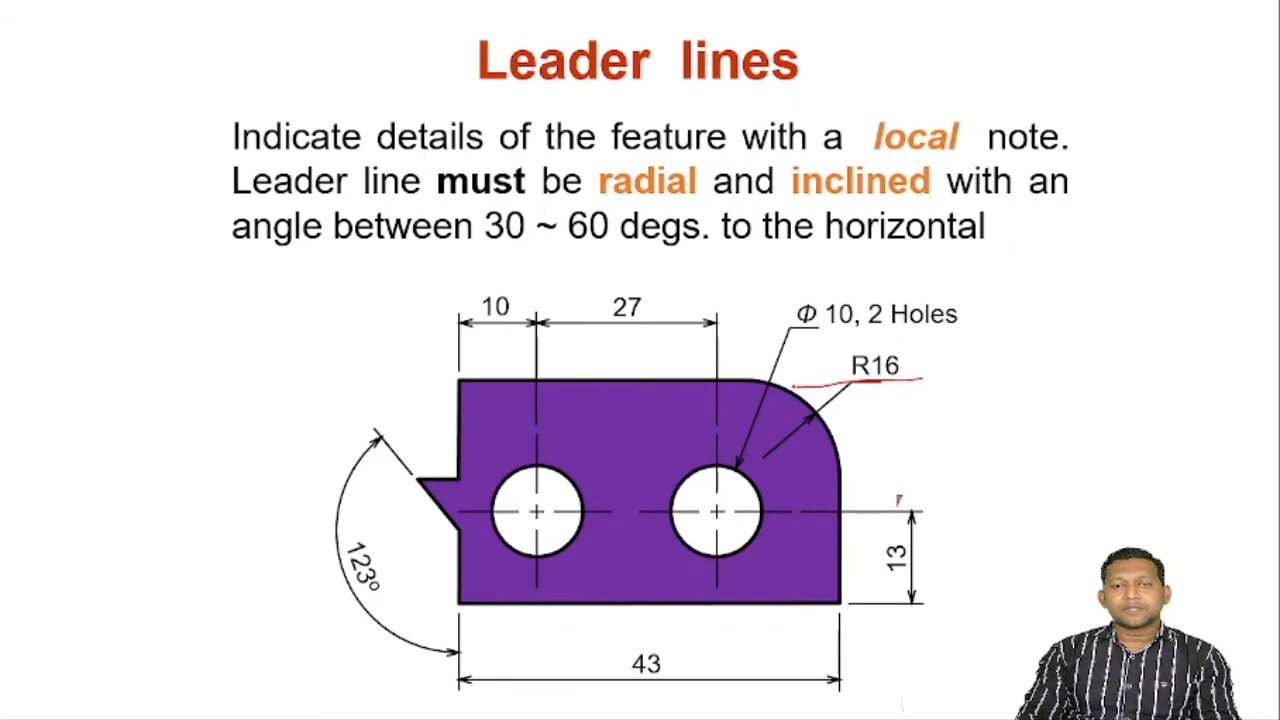 Leader lines
Indicate details of the feature with a local note.
Leader line must be radial and inclined with an
angle between 30 ~ 60 degs. to the horizontal
10
27
Φ 10, 2 Holes
R16
123º
13
43